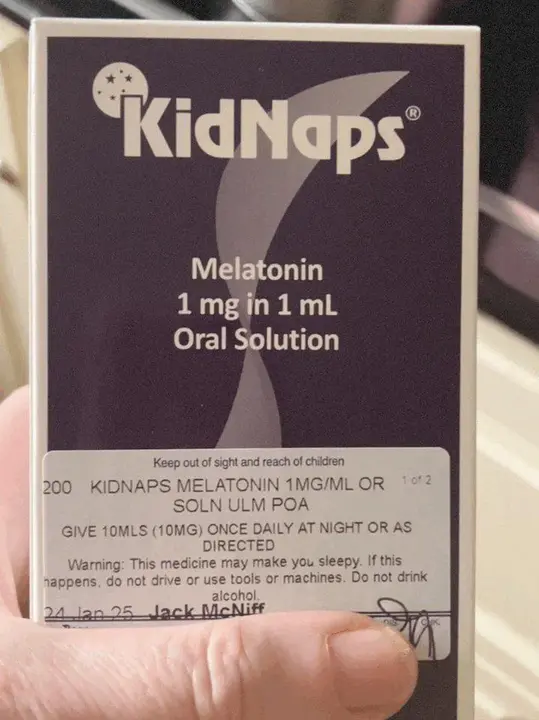 KidNaps®
Melatonin
1 mg in 1 mL
Oral Solution
Keep out of sight and reach of children
200 KIDNAPS MELATONIN 1MG/ML OR 1 of 2
SOLN ULM POA
GIVE 10MLS (10MG) ONCE DAILY AT NIGHT OR AS
DIRECTED
Warning: This medicine may make you sleepy. If this
happens, do not drive or use tools or machines. Do not drink
alcohol.
24 Jan 25 Jack McNiff